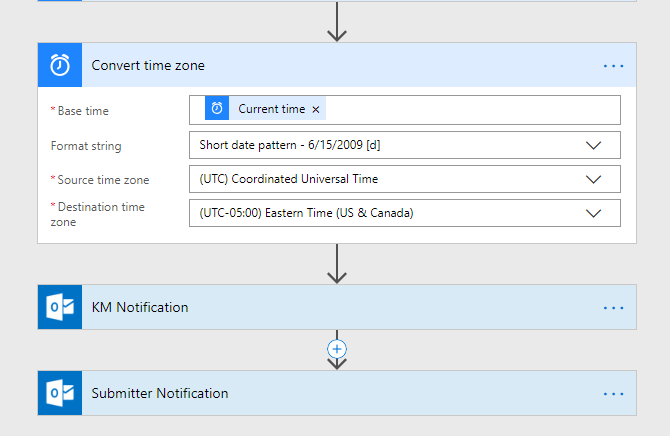 Convert time zone
...
* Base time
Current time ×
Format string
Short date pattern - 6/15/2009 [d]
* Source time zone
(UTC) Coordinated Universal Time
* Destination time
zone
(UTC-05:00) Eastern Time (US & Canada)
KM Notification
...
Submitter Notification
...